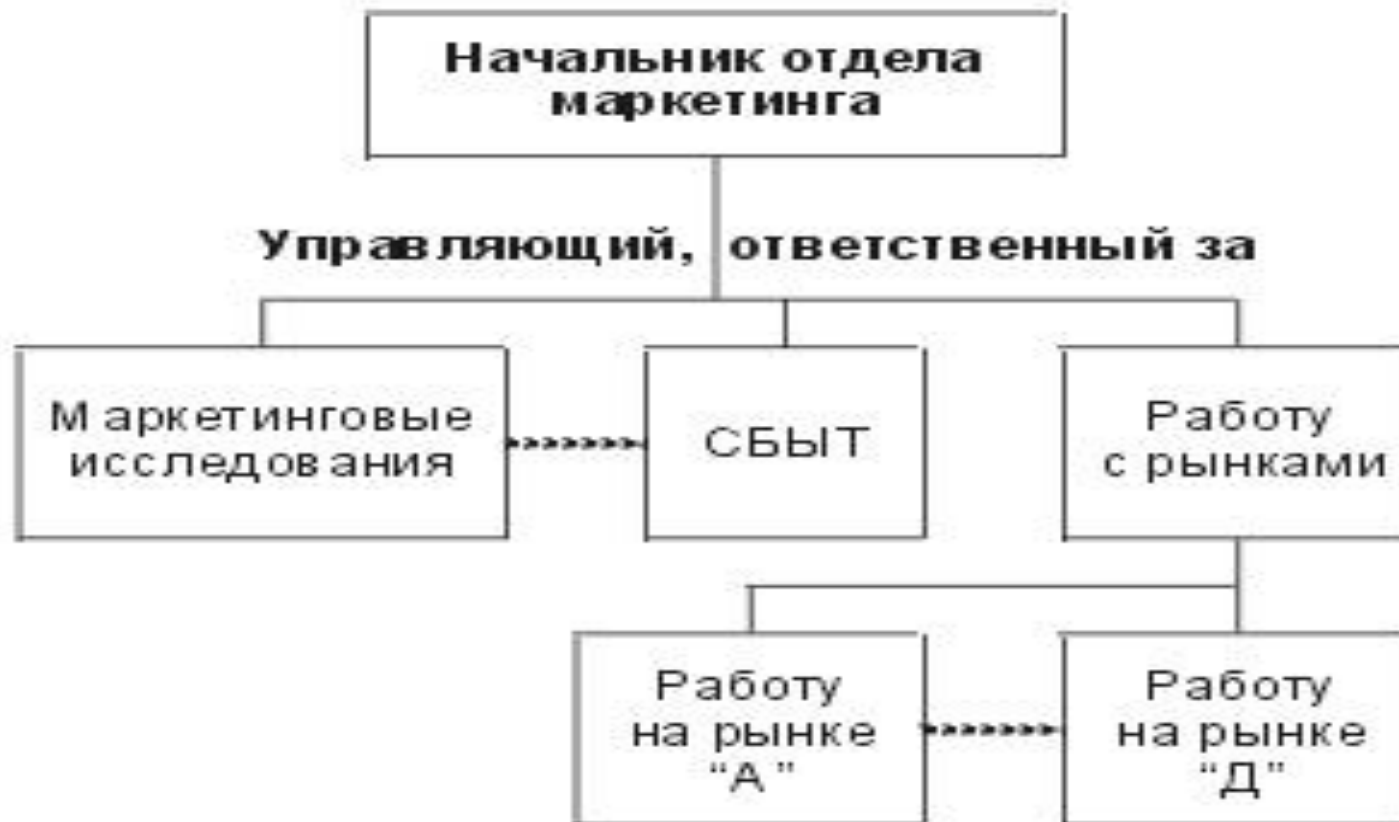 Начальник отдела
маркетинга
Управляющий, ответственный за
Маркетинговые
исследования
СБЫТ
Работу
с рынками
Работу
на рынке
“А”
Работу
на рынке
“Д”